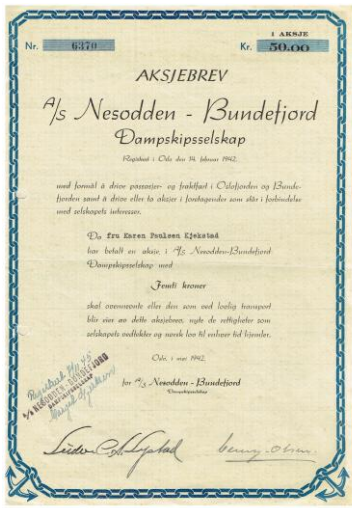 1 AKSJE
Nr. 6370 Kr. 50.00
AKSJEBREV
A/s Nesodden - Bundefjord
Dampskipsselskap
Registrert i Oslo den 14. februar 1942.
med formål å drive passasjer- og fraktfart i Oslofjorden og Bunde-
fjorden samt å drive eller ta aksjer i foretagender som står i forbindelse
med selskapets interesser.
Da fru Karen Paulsen Kjekstad
har betalt en aksje i A/s Nesodden-Bundefjord
Dampskipsselskap med
Femti kroner
skal ovennevnte eller den som ved lovlig transport
blir eier av dette aksjebrev, nyte de rettigheter som
selskapets vedtekter og norsk lov til enhver tid hjemler.
Oslo, i mai 1942.
for A/s Nesodden-Bundefjord
Dampskipsselskap
A/S NESODDEN-BUNDEFJORD
DAMPSKIPSSELSKAP